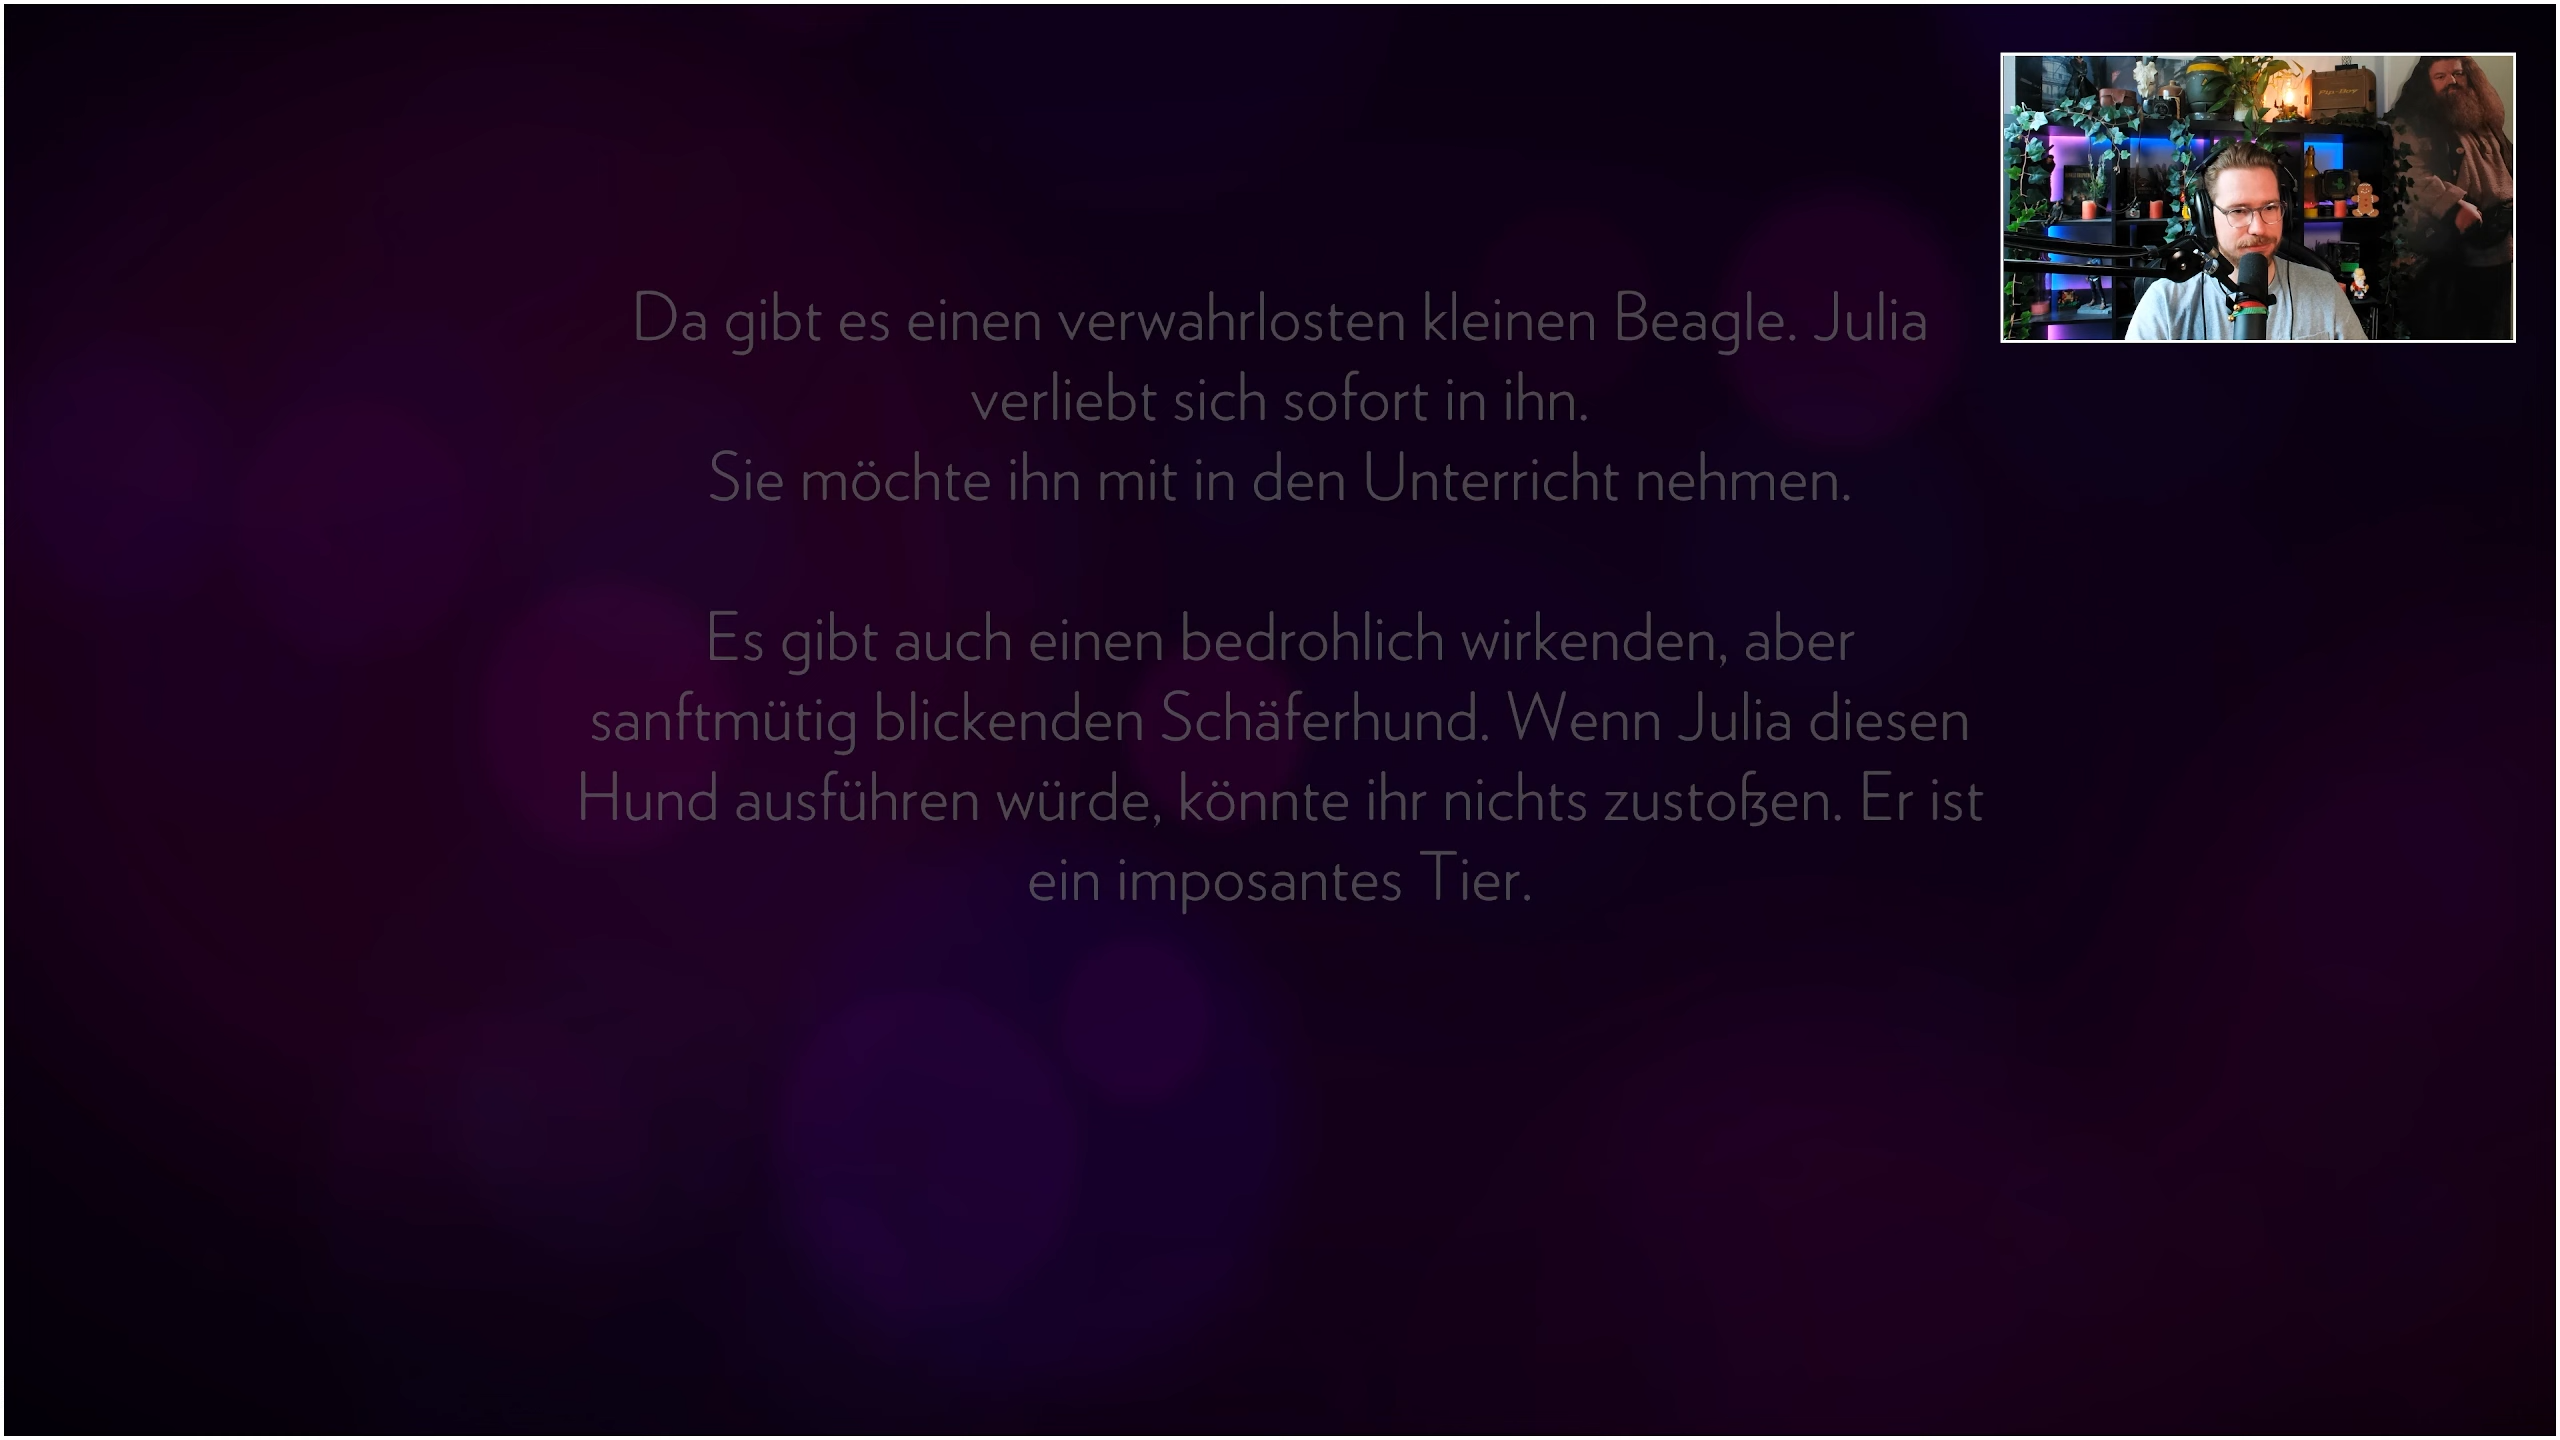 Da gibt es einen verwahrlosten kleinen Beagle. Julia
verliebt sich sofort in ihn.
Sie möchte ihn mit in den Unterricht nehmen.
Es gibt auch einen bedrohlich wirkenden, aber
sanftmütig blickenden Schäferhund. Wenn Julia diesen
Hund ausführen würde, könnte ihr nichts zustoßen. Er ist
ein imposantes Tier.
Pip-Boy